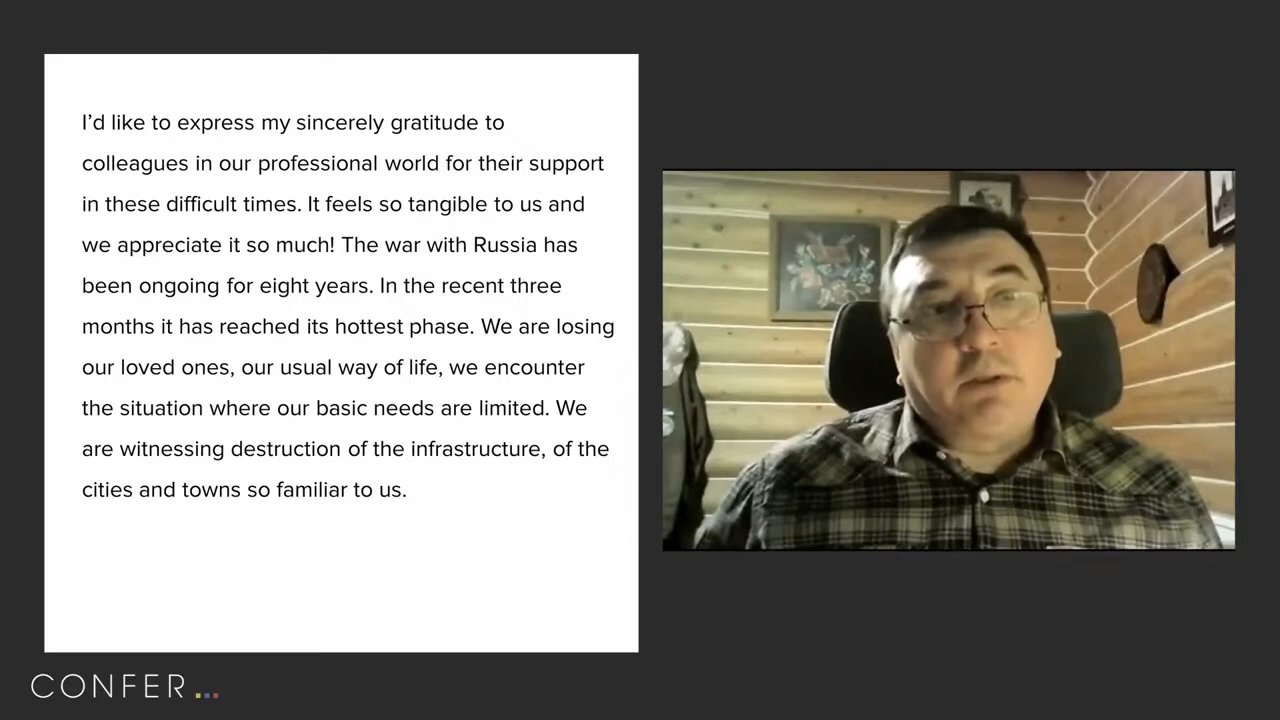 I'd like to express my sincerely gratitude to
colleagues in our professional world for their support
in these difficult times. It feels so tangible to us and
we appreciate it so much! The war with Russia has
been ongoing for eight years. In the recent three
months it has reached its hottest phase. We are losing
our loved ones, our usual way of life, we encounter
the situation where our basic needs are limited. We
are witnessing destruction of the infrastructure, of the
cities and towns so familiar to us.
CONFER...